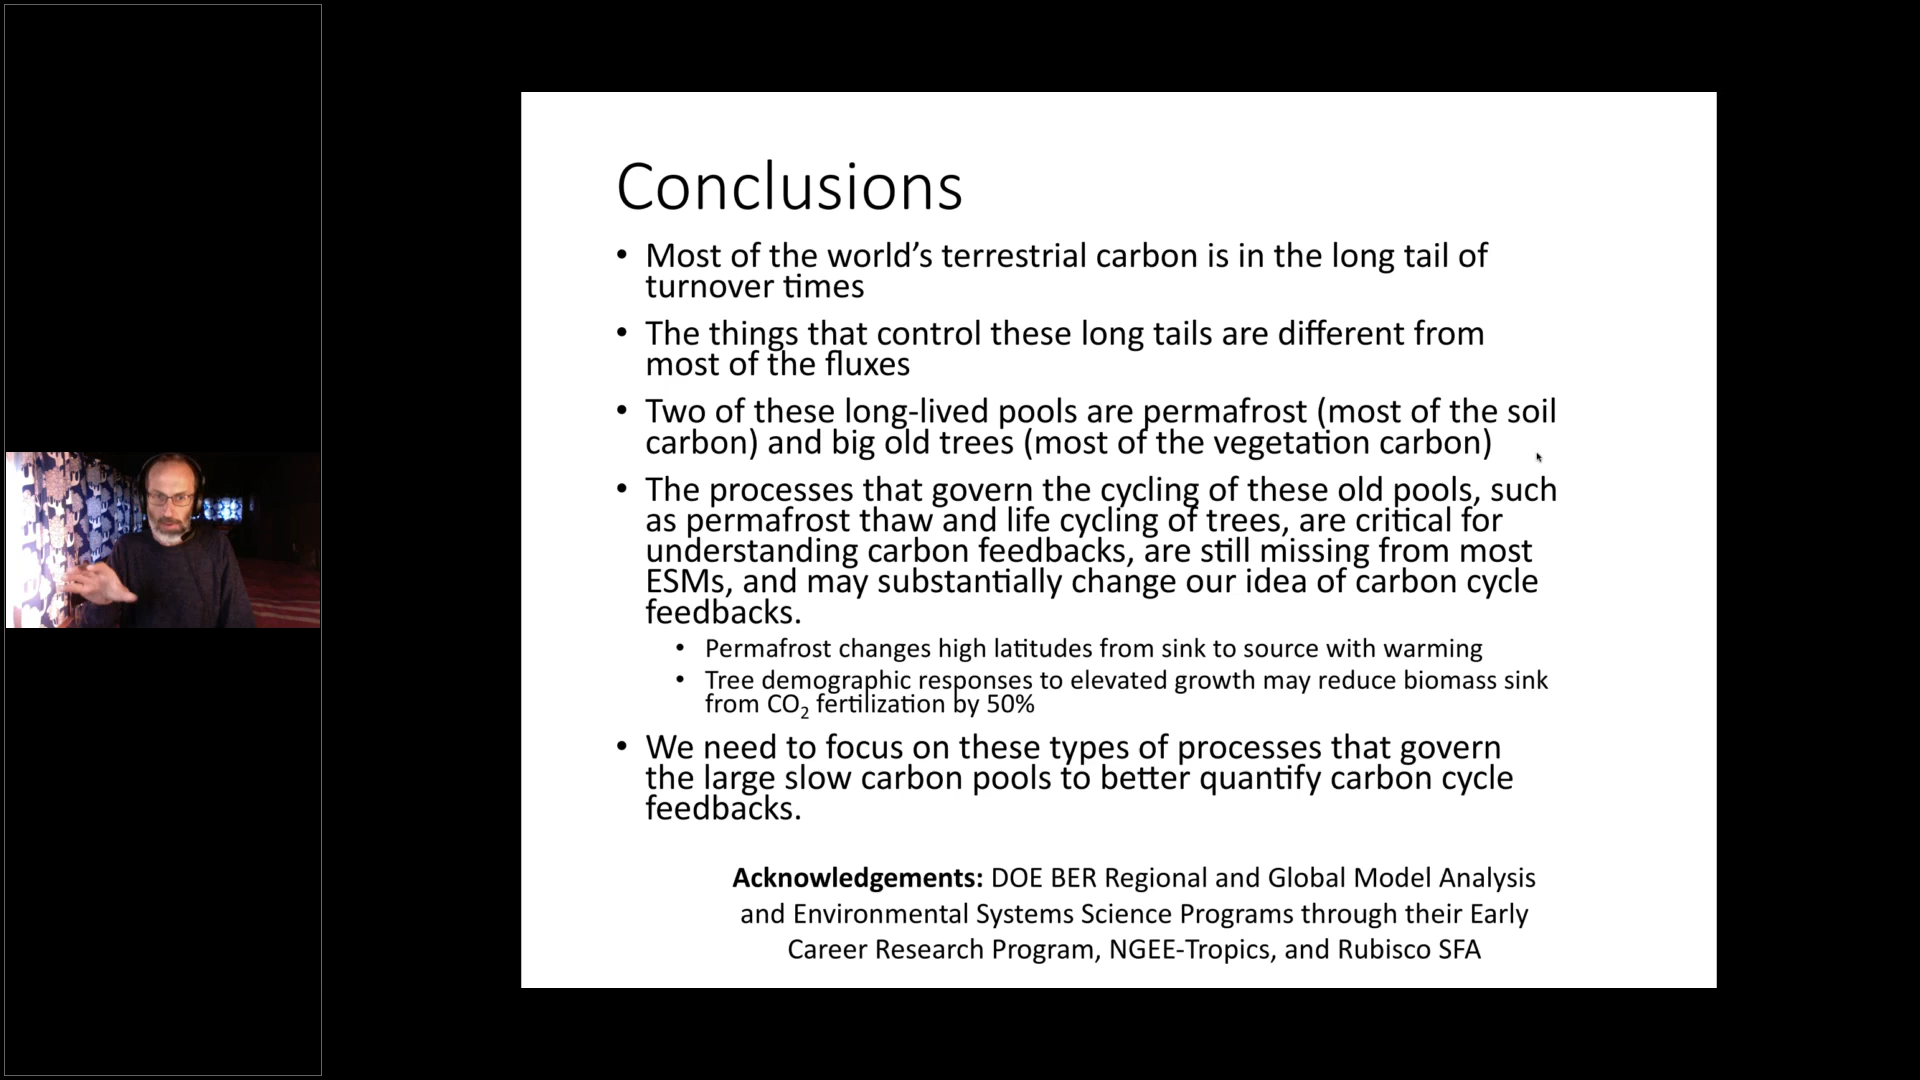 Conclusions
• Most of the world’s terrestrial carbon is in the long tail of
turnover times
• The things that control these long tails are different from
most of the fluxes
• Two of these long-lived pools are permafrost (most of the soil
carbon) and big old trees (most of the vegetation carbon)
• The processes that govern the cycling of these old pools, such
as permafrost thaw and life cycling of trees, are critical for
understanding carbon feedbacks, are still missing from most
ESMs, and may substantially change our idea of carbon cycle
feedbacks.
• Permafrost changes high latitudes from sink to source with warming
• Tree demographic responses to elevated growth may reduce biomass sink
from CO₂ fertilization by 50%
• We need to focus on these types of processes that govern
the large slow carbon pools to better quantify carbon cycle
feedbacks.
Acknowledgements: DOE BER Regional and Global Model Analysis
and Environmental Systems Science Programs through their Early
Career Research Program, NGEE-Tropics, and Rubisco SFA